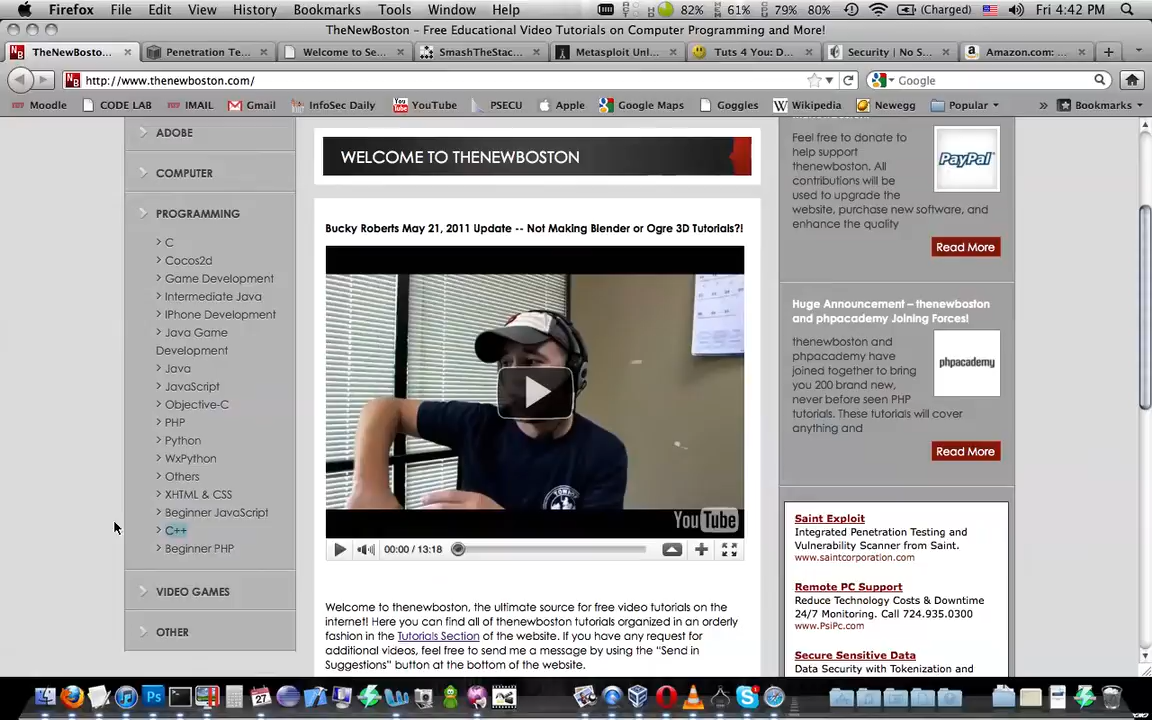 Firefox File Edit View History Bookmarks Tools Window Help 82% 61% 79% 80% (Charged) Fri 4:42 PM
TheNewBoston – Free Educational Video Tutorials on Computer Programming and More!
TheNewBosto... Penetration Te... Welcome to Se... SmashTheStac... Metasploit Unl... Tuts 4 You: D... Security | No S... Amazon.com: ...
http://www.thenewboston.com/ Google
Moodle CODE LAB IMAIL Gmail InfoSec Daily YouTube PSECU Apple Google Maps Goggles Wikipedia Newegg Popular Bookmarks
ADOBE
COMPUTER
PROGRAMMING
C
Cocos2d
Game Development
Intermediate Java
IPhone Development
Java Game
Development
Java
JavaScript
Objective-C
PHP
Python
WxPython
Others
XHTML & CSS
Beginner JavaScript
C++
Beginner PHP
VIDEO GAMES
OTHER
WELCOME TO THENEWBOSTON
Bucky Roberts May 21, 2011 Update -- Not Making Blender or Ogre 3D Tutorials?!
YouTube
00:00 / 13:18
Welcome to thenewboston, the ultimate source for free video tutorials on the
internet! Here you can find all of thenewboston tutorials organized in an orderly
fashion in the Tutorials Section of the website. If you have any request for
additional videos, feel free to send me a message by using the “Send in
Suggestions” button at the bottom of the website.
Feel free to donate to
help support
thenewboston. All
contributions will be
used to upgrade the
website, purchase new software, and
enhance the quality
PayPal
Read More
Huge Announcement – thenewboston
and phpacademy Joining Forces!
thenewboston and
phpacademy have
joined together to bring
you 200 brand new,
never before seen PHP
tutorials. These tutorials will cover
anything and
phpacademy
Read More
Saint Exploit
Integrated Penetration Testing and
Vulnerability Scanner from Saint.
www.saintcorporation.com
Remote PC Support
Reduce Technology Costs & Downtime
24/7 Monitoring. Call 724.935.0300
www.PsiPc.com
Secure Sensitive Data
Data Security with Tokenization and